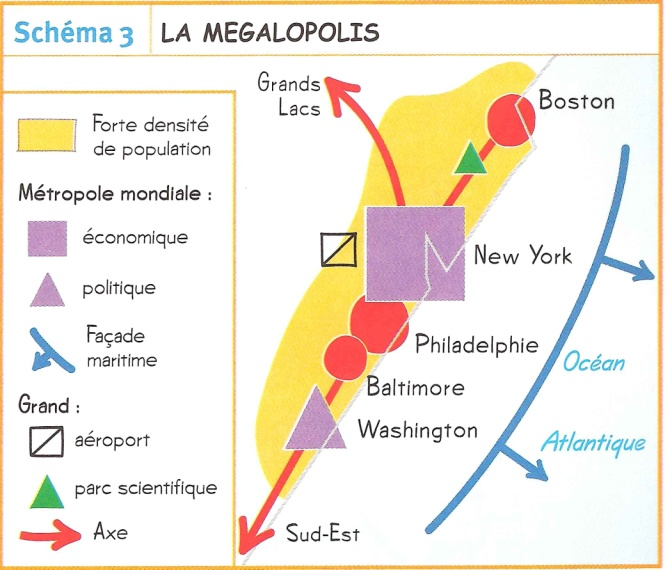 Schéma 3 LA MEGALOPOLIS
Forte densité
de population
Métropole mondiale :
économique
politique
Façade
maritime
Grand :
aéroport
parc scientifique
Axe
Grands
Lacs
Boston
New York
Philadelphie
Baltimore
Washington
Sud-Est
Océan
Atlantique